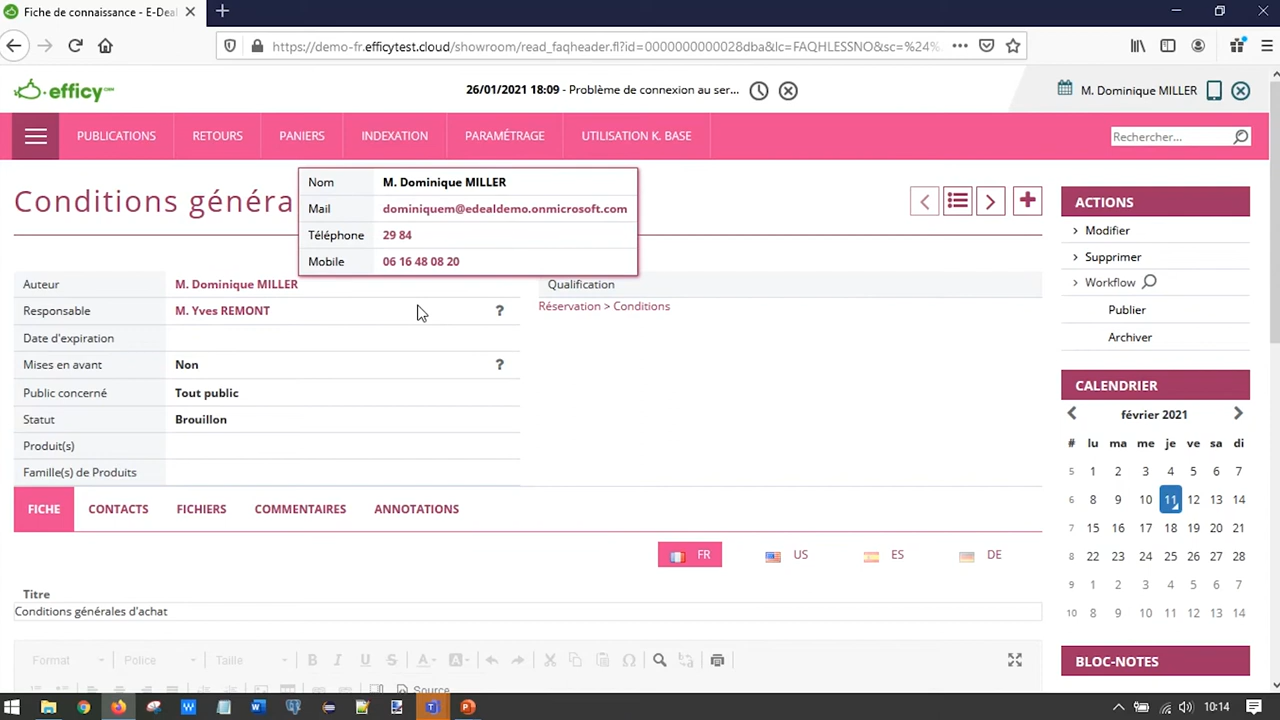 Fiche de connaissance - E-Deal
https://demo-fr.efficytest.cloud/showroom/read_faqheader.fl?id=0000000000028dba&lc=FAQHLESSNO&sc=%24%
efficy
26/01/2021 18:09 - Problème de connexion au ser...
M. Dominique MILLER
PUBLICATIONS
RETOURS
PANIERS
INDEXATION
PARAMÉTRAGE
UTILISATION K. BASE
Rechercher...
Conditions généra
Nom M. Dominique MILLER
Mail dominiquem@edealdemo.onmicrosoft.com
Téléphone 29 84
Mobile 06 16 48 08 20
Auteur M. Dominique MILLER
Responsable M. Yves REMONT ?
Date d'expiration
Mises en avant Non ?
Public concerné Tout public
Statut Brouillon
Produit(s)
Famille(s) de Produits
Qualification
Réservation > Conditions
FICHE CONTACTS FICHIERS COMMENTAIRES ANNOTATIONS
FR US ES DE
Titre
Conditions générales d'achat
Format Police Taille B I U S A A Ω
Source
ACTIONS
Modifier
Supprimer
Workflow
Publier
Archiver
CALENDRIER
février 2021
# lu ma me je ve sa di
5 1 2 3 4 5 6 7
6 8 9 10 11 12 13 14
7 15 16 17 18 19 20 21
8 22 23 24 25 26 27 28
9 1 2 3 4 5 6 7
10 8 9 10 11 12 13 14
BLOC-NOTES
10:14